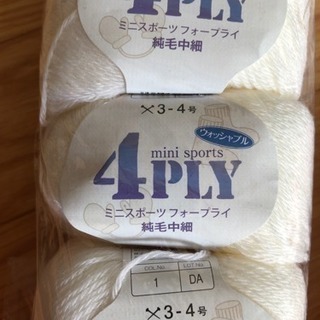 4PLY
ミニスポーツ フォープライ
純毛中細
3-4号
ウォッシャブル
mini sports
4PLY
ミニスポーツ フォープライ
純毛中細
COL.No. LOT.No.
1 DA
3-4号